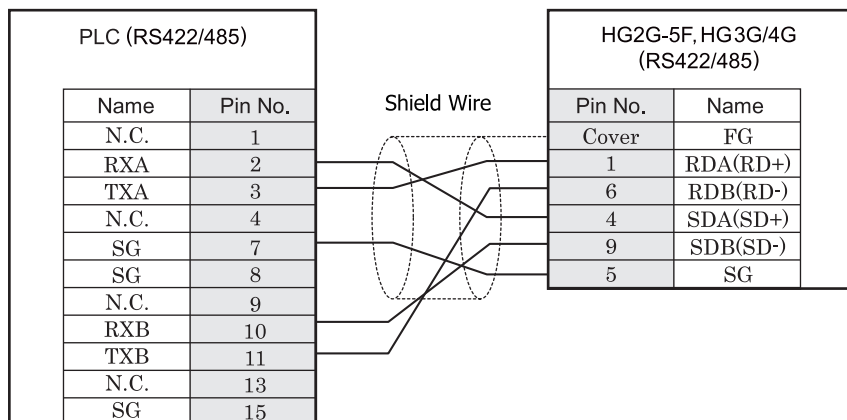 PLC (RS422/485)
Name Pin No.
N.C. 1
RXA 2
TXA 3
N.C. 4
SG 7
SG 8
N.C. 9
RXB 10
TXB 11
N.C. 13
SG 15
Shield Wire
HG2G-5F, HG3G/4G
(RS422/485)
Pin No. Name
Cover FG
1 RDA(RD+)
6 RDB(RD-)
4 SDA(SD+)
9 SDB(SD-)
5 SG